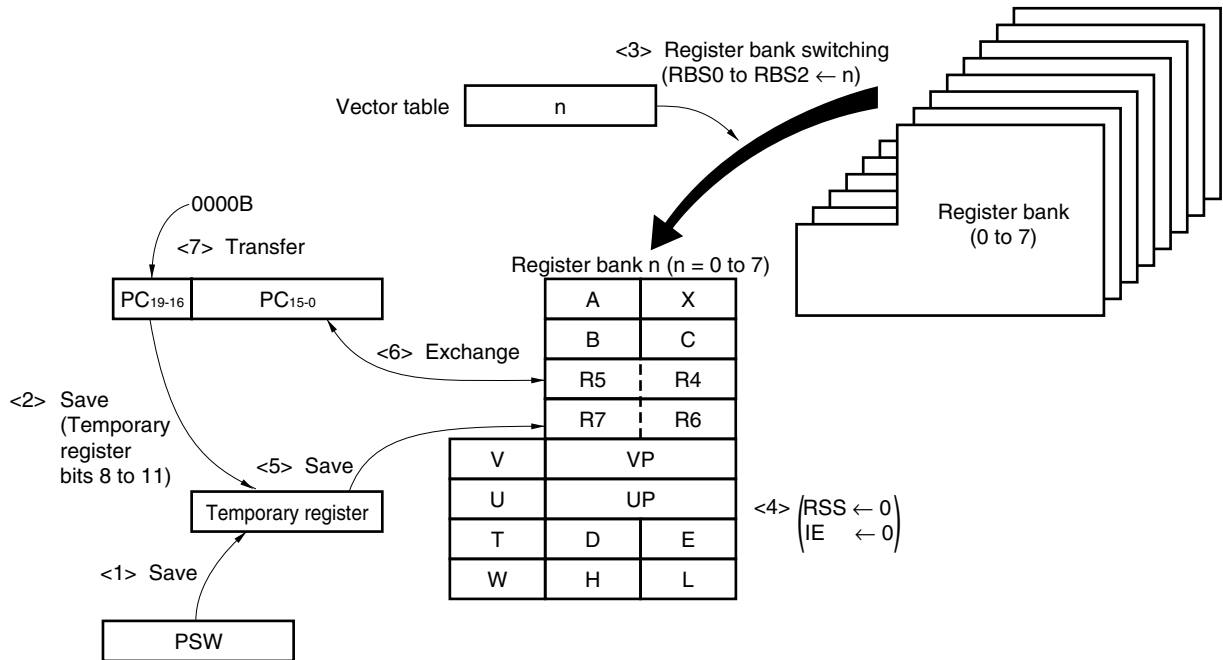 <3> Register bank switching
(RBS0 to RBS2 ← n)
Vector table
n
Register bank
(0 to 7)
0000B
<7> Transfer
Register bank n (n = 0 to 7)
PC19-16
PC15-0
A
X
B
C
<6> Exchange
R5
R4
R7
R6
<2> Save
(Temporary
register
bits 8 to 11)
<5> Save
V
VP
U
UP
<4>
RSS ← 0
IE ← 0
Temporary register
T
D
E
W
H
L
<1> Save
PSW